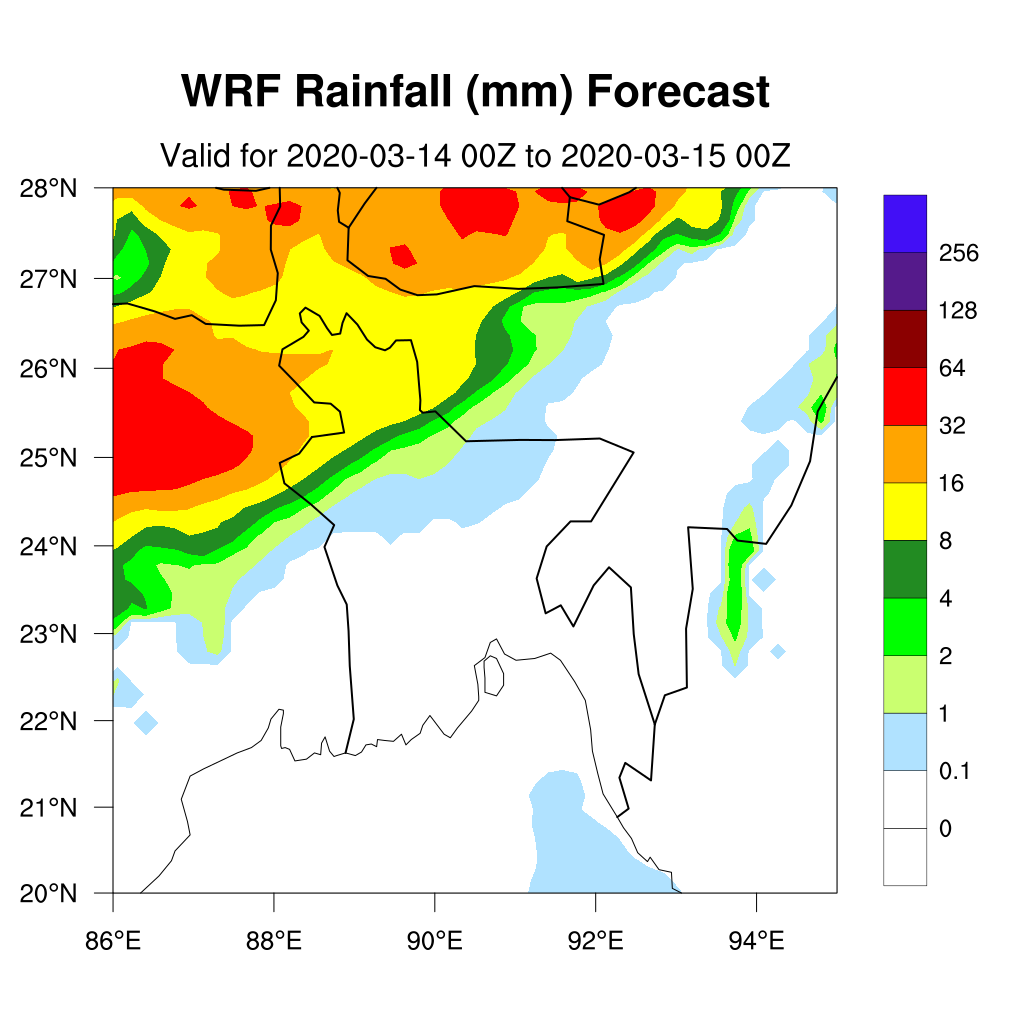 WRF Rainfall (mm) Forecast
Valid for 2020-03-14 00Z to 2020-03-15 00Z
28°N
27°N
26°N
25°N
24°N
23°N
22°N
21°N
20°N
86°E 88°E 90°E 92°E 94°E
256
128
64
32
16
8
4
2
1
0.1
0